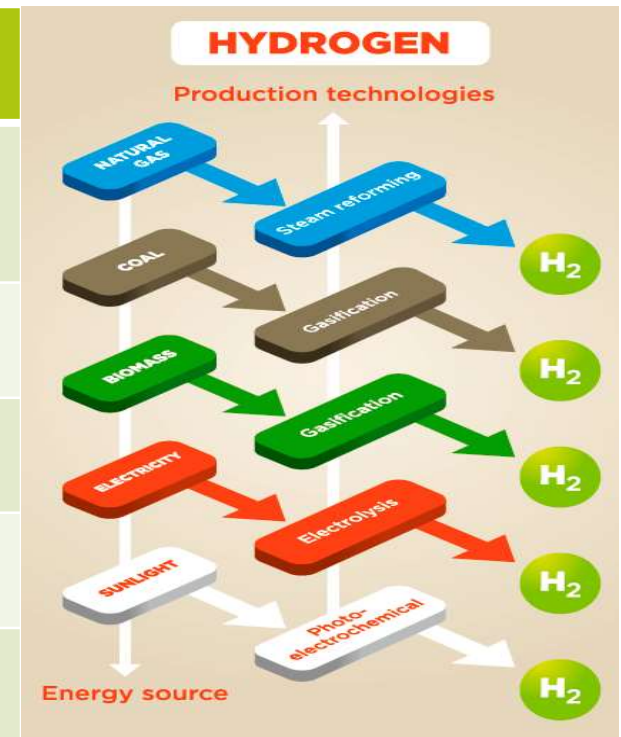 HYDROGEN
Production technologies
NATURAL
GAS
Steam reforming
H₂
COAL
Gasification
H₂
BIOMASS
Gasification
H₂
ELECTRICITY
Electrolysis
H₂
SUNLIGHT
Photo-
electrochemical
H₂
Energy source